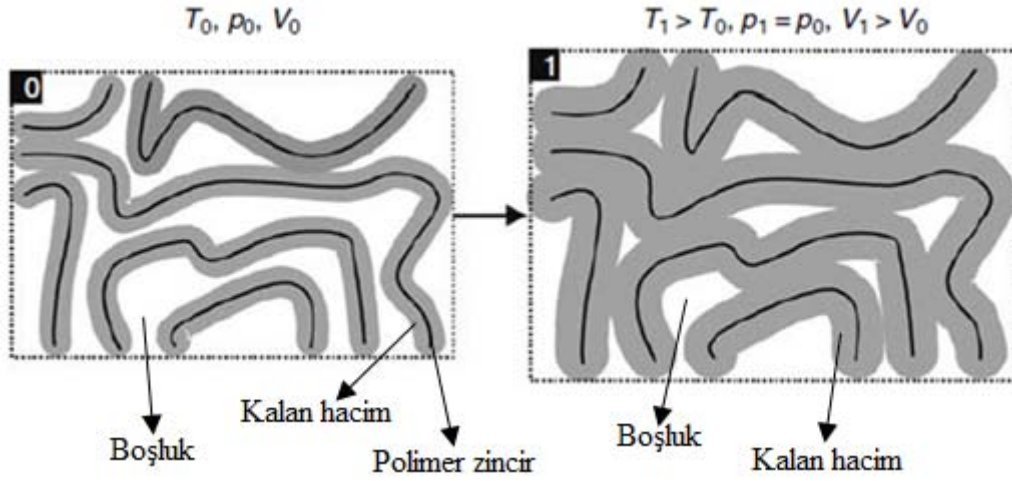 T₀, p₀, V₀
T₁ > T₀, p₁ = p₀, V₁ > V₀
0
1
Kalan hacim
Boşluk
Polimer zincir
Boşluk
Kalan hacim